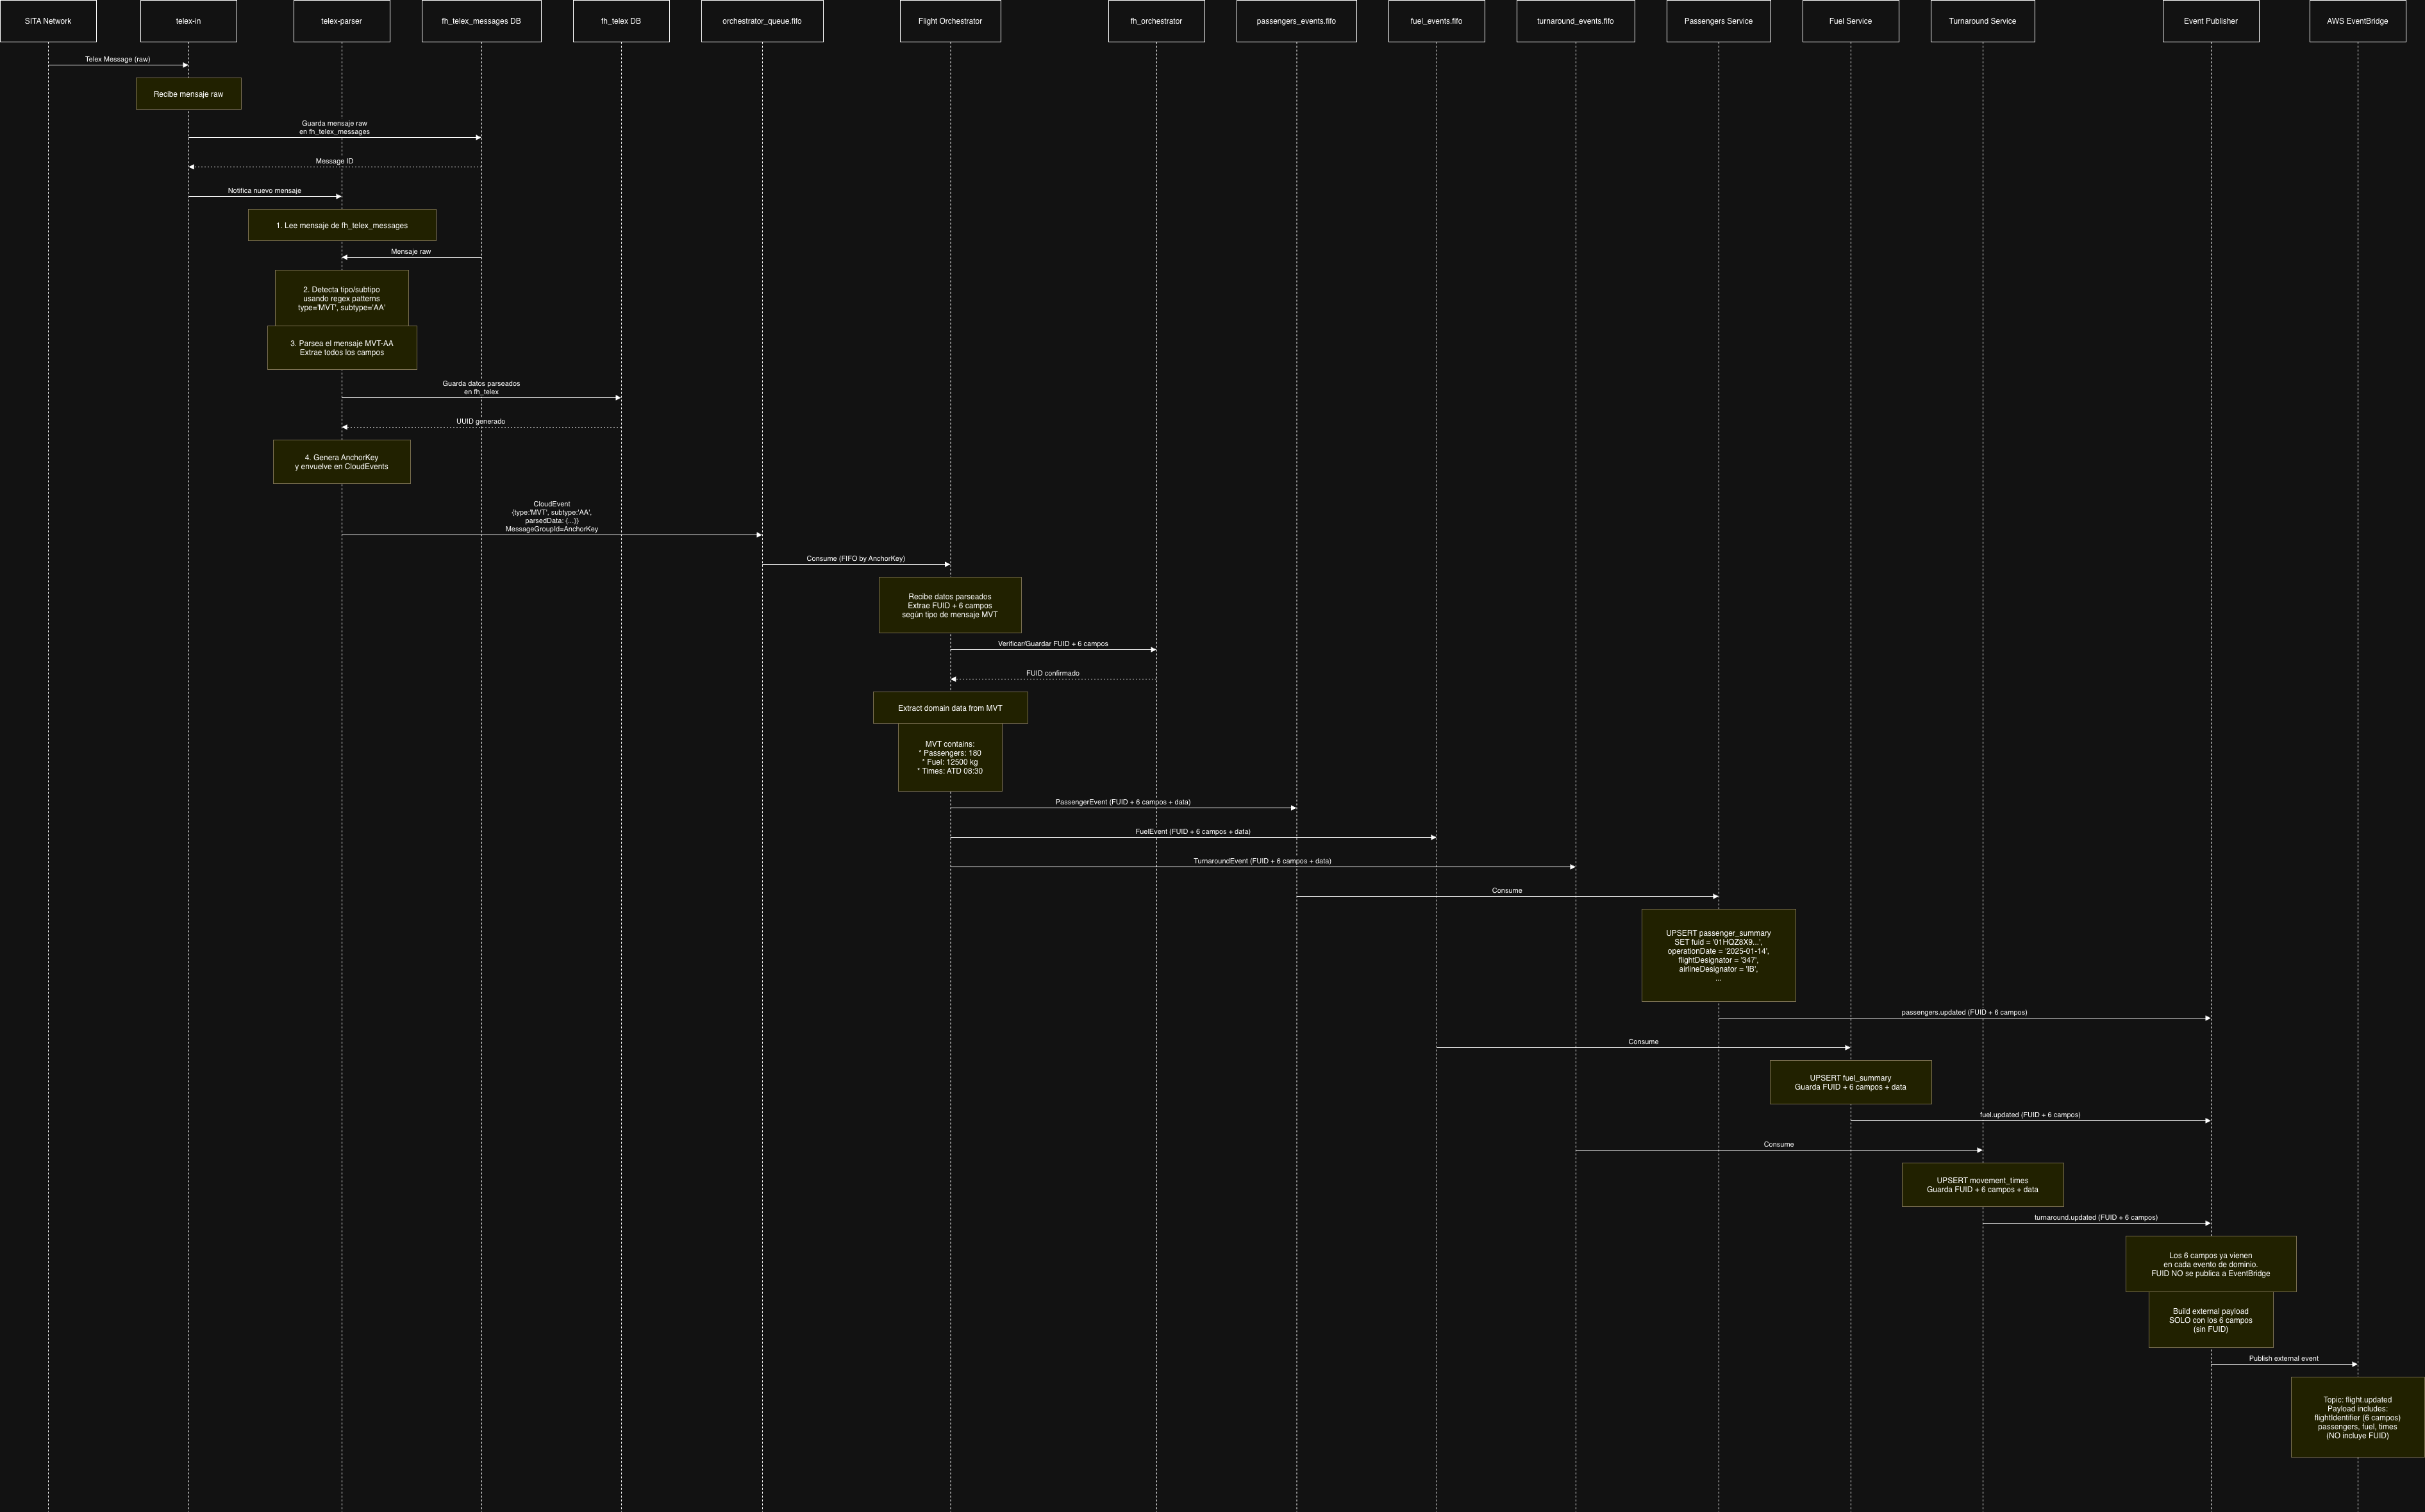 SITA Network
telex-in
telex-parser
fh_telex_messages DB
fh_telex DB
orchestrator_queue.fifo
Flight Orchestrator
fh_orchestrator
passengers_events.fifo
fuel_events.fifo
turnaround_events.fifo
Passengers Service
Fuel Service
Turnaround Service
Event Publisher
AWS EventBridge
Telex Message (raw)
Recibe mensaje raw
Guarda mensaje raw
en fh_telex_messages
Message ID
Notifica nuevo mensaje
1. Lee mensaje de fh_telex_messages
Mensaje raw
2. Detecta tipo/subtipo
usando regex patterns
type='MVT', subtype='AA'
3. Parsea el mensaje MVT-AA
Extrae todos los campos
Guarda datos parseados
en fh_telex
UUID generado
4. Genera AnchorKey
y envuelve en CloudEvents
CloudEvent
{type:'MVT', subtype:'AA',
parsedData: {...}}
MessageGroupId=AnchorKey
Consume (FIFO by AnchorKey)
Recibe datos parseados
Extrae FUID + 6 campos
según tipo de mensaje MVT
Verificar/Guardar FUID + 6 campos
FUID confirmado
Extract domain data from MVT
MVT contains:
* Passengers: 180
* Fuel: 12500 kg
* Times: ATD 08:30
PassengerEvent (FUID + 6 campos + data)
FuelEvent (FUID + 6 campos + data)
TurnaroundEvent (FUID + 6 campos + data)
Consume
UPSERT passenger_summary
SET fuid = '01HQZ8X9...',
operationDate = '2025-01-14',
flightDesignator = '347',
airlineDesignator = 'IB',
...
passengers.updated (FUID + 6 campos)
Consume
UPSERT fuel_summary
Guarda FUID + 6 campos + data
fuel.updated (FUID + 6 campos)
Consume
UPSERT movement_times
Guarda FUID + 6 campos + data
turnaround.updated (FUID + 6 campos)
Los 6 campos ya vienen
en cada evento de dominio.
FUID NO se publica a EventBridge
Build external payload
SOLO con los 6 campos
(sin FUID)
Publish external event
Topic: flight.updated
Payload includes:
flightIdentifier (6 campos)
passengers, fuel, times
(NO incluye FUID)